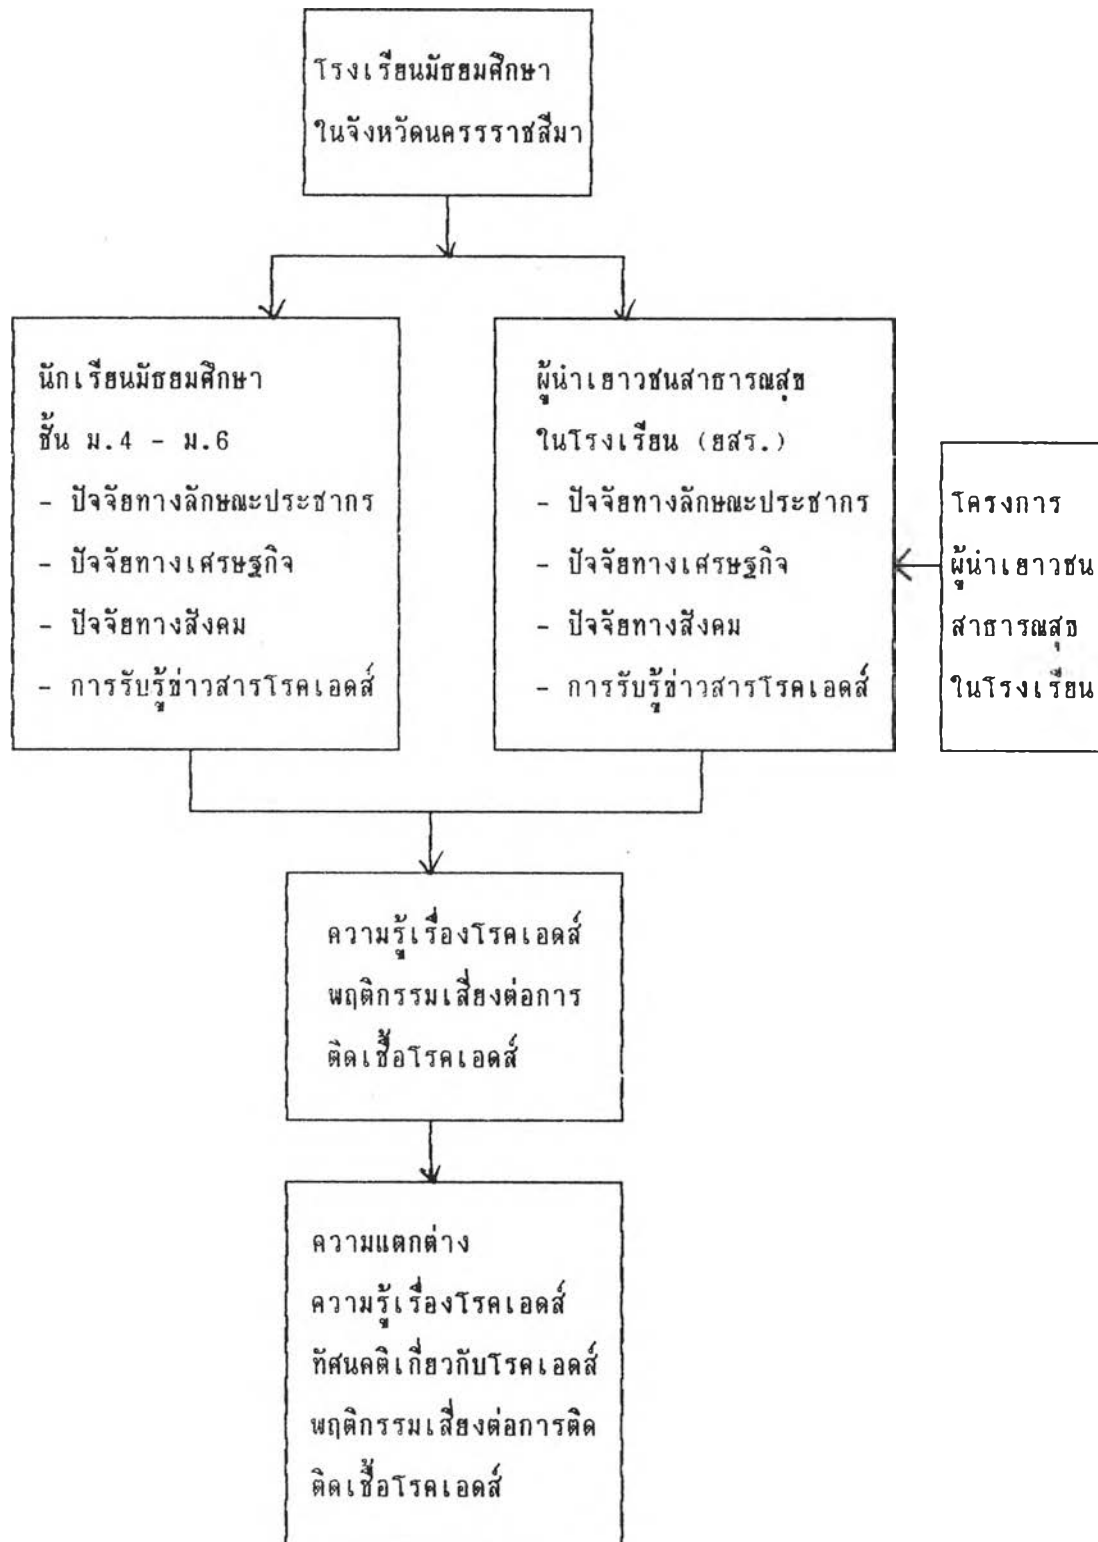 โรงเรียนมัธยมศึกษา
ในจังหวัดนครรราชสีมา
นักเรียนมัธยมศึกษา
ชั้น ม.4 - ม.6
- ปัจจัยทางลักษณะประชากร
- ปัจจัยทางเศรษฐกิจ
- ปัจจัยทางสังคม
- การรับรู้ข่าวสารโรคเอดส์
ผู้นำเยาวชนสาธารณสุข
ในโรงเรียน (ยสร.)
- ปัจจัยทางลักษณะประชากร
- ปัจจัยทางเศรษฐกิจ
- ปัจจัยทางสังคม
- การรับรู้ข่าวสารโรคเอดส์
โครงการ
ผู้นำเยาวชน
สาธารณสุข
ในโรงเรียน
ความรู้เรื่องโรคเอดส์
พฤติกรรมเสี่ยงต่อการ
ติดเชื้อโรคเอดส์
ความแตกต่าง
ความรู้เรื่องโรคเอดส์
ทัศนคติเกี่ยวกับโรคเอดส์
พฤติกรรมเสี่ยงต่อการติด
ติดเชื้อโรคเอดส์